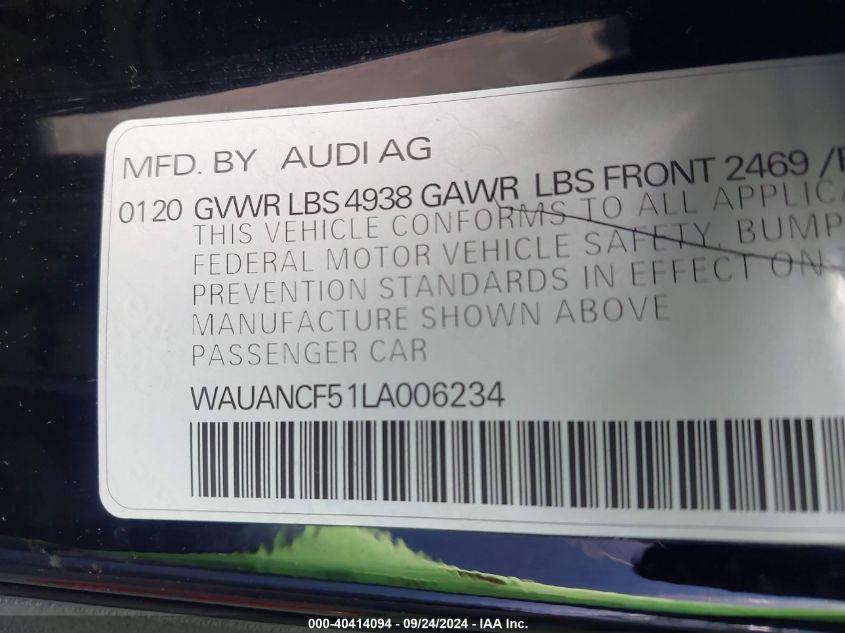 MFD. BY AUDI AG
0120 GVWR LBS 4938 GAWR LBS FRONT 2469 /
THIS VEHICLE CONFORMS TO ALL
FEDERAL MOTOR VEHICLE SAFETY, BUMP
PREVENTION STANDARDS IN EFFECT ON
MANUFACTURE SHOWN ABOVE
PASSENGER CAR
WAUANCF51LA006234
000-40414094 - 09/24/2024 - IAA Inc.